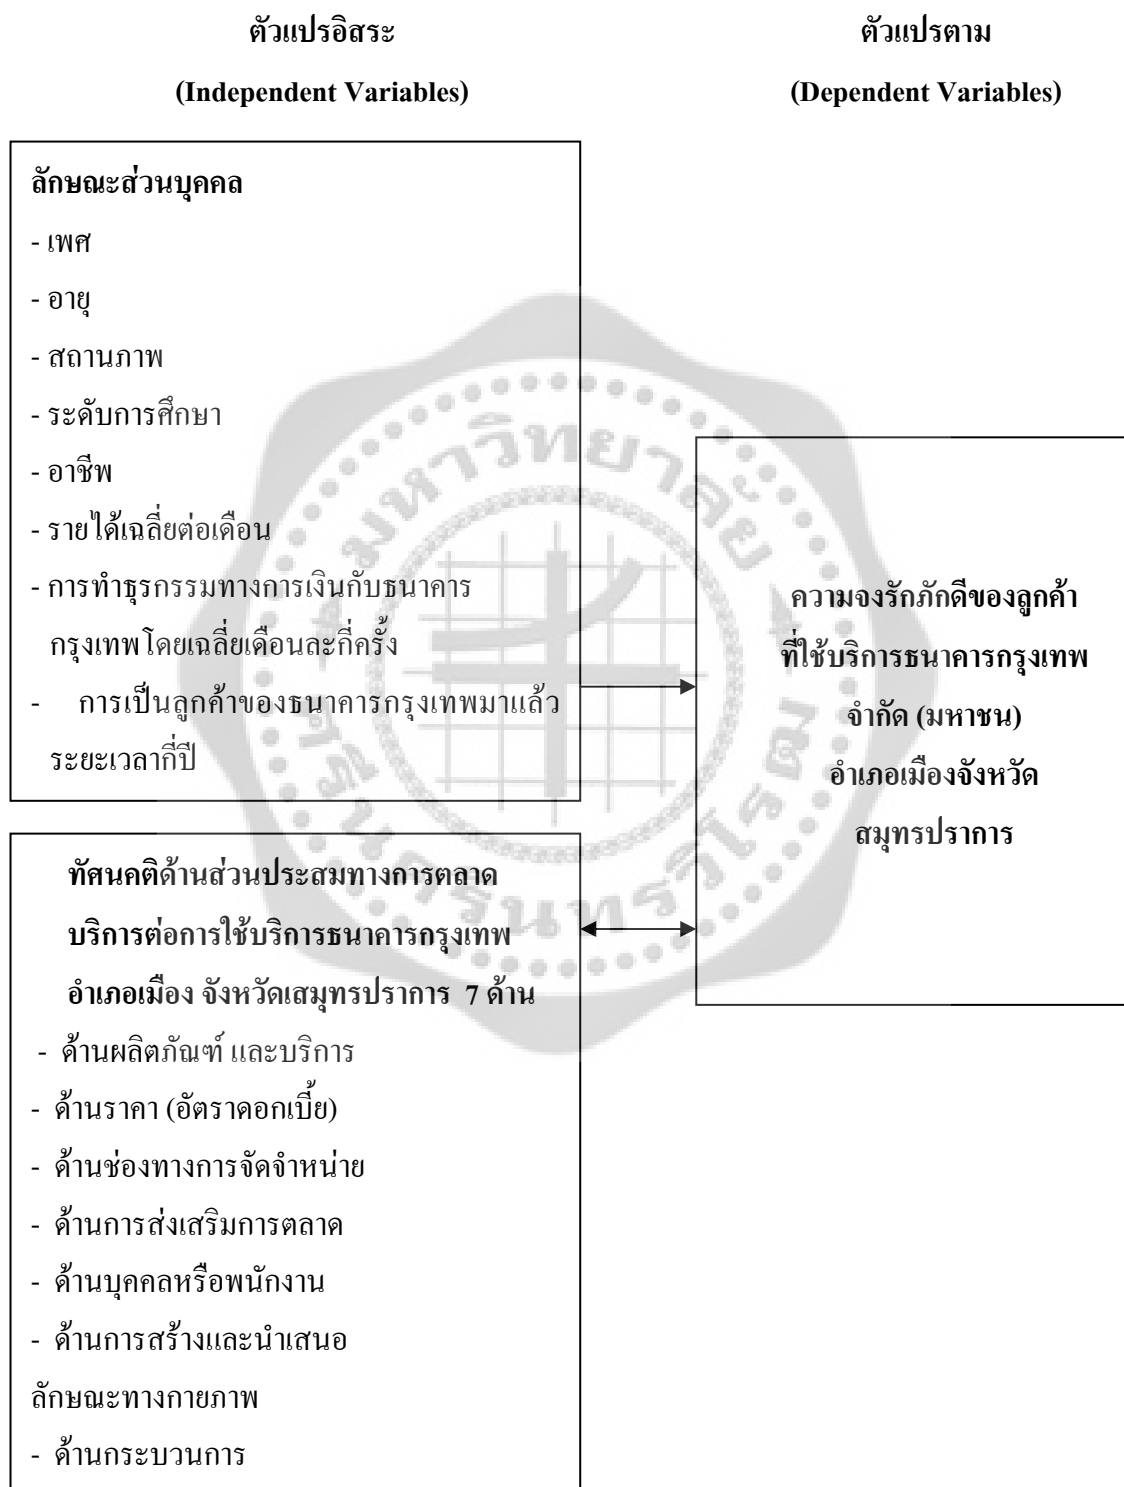 ตัวแปรอิสระ
(Independent Variables)
ตัวแปรตาม
(Dependent Variables)
ลักษณะส่วนบุคคล
- เพศ
- อายุ
- สถานภาพ
- ระดับการศึกษา
- อาชีพ
- รายได้เฉลี่ยต่อเดือน
- การทำธุรกรรมทางการเงินกับธนาคาร
กรุงเทพโดยเฉลี่ยเดือนละกี่ครั้ง
- การเป็นลูกค้าของธนาคารกรุงเทพมาแล้ว
ระยะเวลากี่ปี
ความจงรักภักดีของลูกค้า
ที่ใช้บริการธนาคารกรุงเทพ
จำกัด (มหาชน)
อำเภอเมืองจังหวัด
สมุทรปราการ
ทัศนคติด้านส่วนประสมทางการตลาด
บริการต่อการใช้บริการธนาคารกรุงเทพ
อำเภอเมือง จังหวัดเสมุทรปราการ 7 ด้าน
- ด้านผลิตภัณฑ์ และบริการ
- ด้านราคา (อัตราดอกเบี้ย)
- ด้านช่องทางการจัดจำหน่าย
- ด้านการส่งเสริมการตลาด
- ด้านบุคคลหรือพนักงาน
- ด้านการสร้างและนำเสนอ
ลักษณะทางกายภาพ
- ด้านกระบวนการ
มหาวิทยาลัย
ศรีนครินทรวิโรฒ